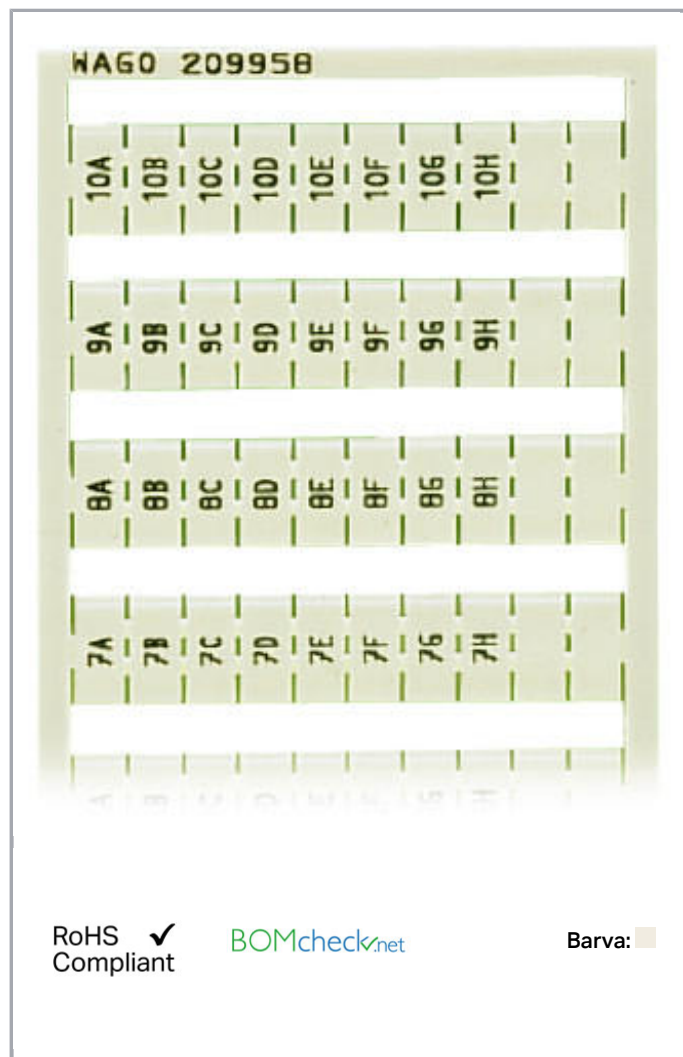 WAGO 209958
10A 10B 10C 10D 10E 10F 10G 10H
9A 9B 9C 9D 9E 9F 9G 9H
8A 8B 8C 8D 8E 8F 8G 8H
7A 7B 7C 7D 7E 7F 7G 7H
RoHS ✓
Compliant
BOMcheck.net
Barva: